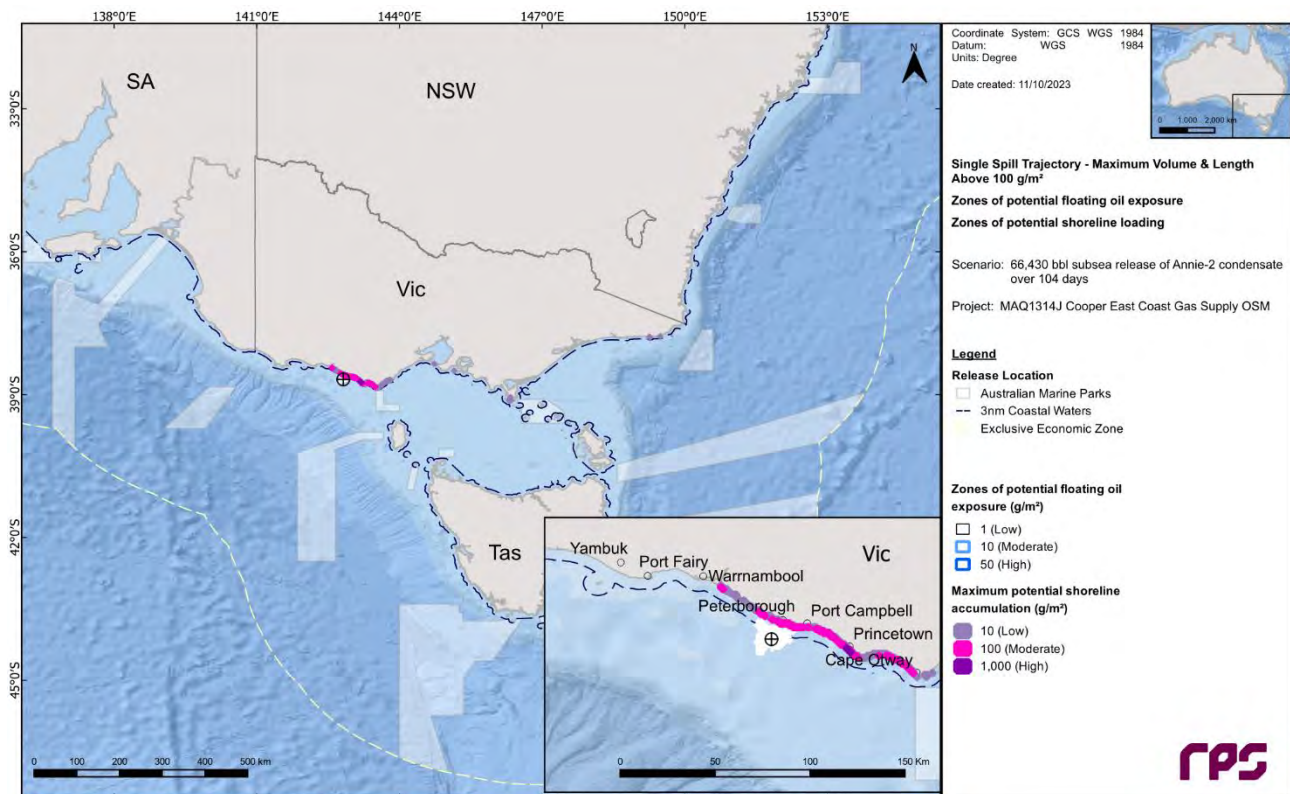 138°0'E 141°0'E 144°0'E 147°0'E 150°0'E 153°0'E
33°0'S
36°0'S
39°0'S
42°0'S
45°0'S
SA
NSW
Vic
Tas
N
0 100 200 300 400 500 km
Yambuk
Port Fairy
Warrnambool
Vic
Peterborough
Port Campbell
Princetown
Cape Otway
0 50 100 150 Km
Coordinate System: GCS WGS 1984
Datum: WGS 1984
Units: Degree
Date created: 11/10/2023
0 1,000 2,000 km
Single Spill Trajectory - Maximum Volume & Length
Above 100 g/m²
Zones of potential floating oil exposure
Zones of potential shoreline loading
Scenario: 66,430 bbl subsea release of Annie-2 condensate
over 104 days
Project: MAQ1314J Cooper East Coast Gas Supply OSM
Legend
Release Location
Australian Marine Parks
3nm Coastal Waters
Exclusive Economic Zone
Zones of potential floating oil
exposure (g/m²)
1 (Low)
10 (Moderate)
50 (High)
Maximum potential shoreline
accumulation (g/m²)
10 (Low)
100 (Moderate)
1,000 (High)
rps